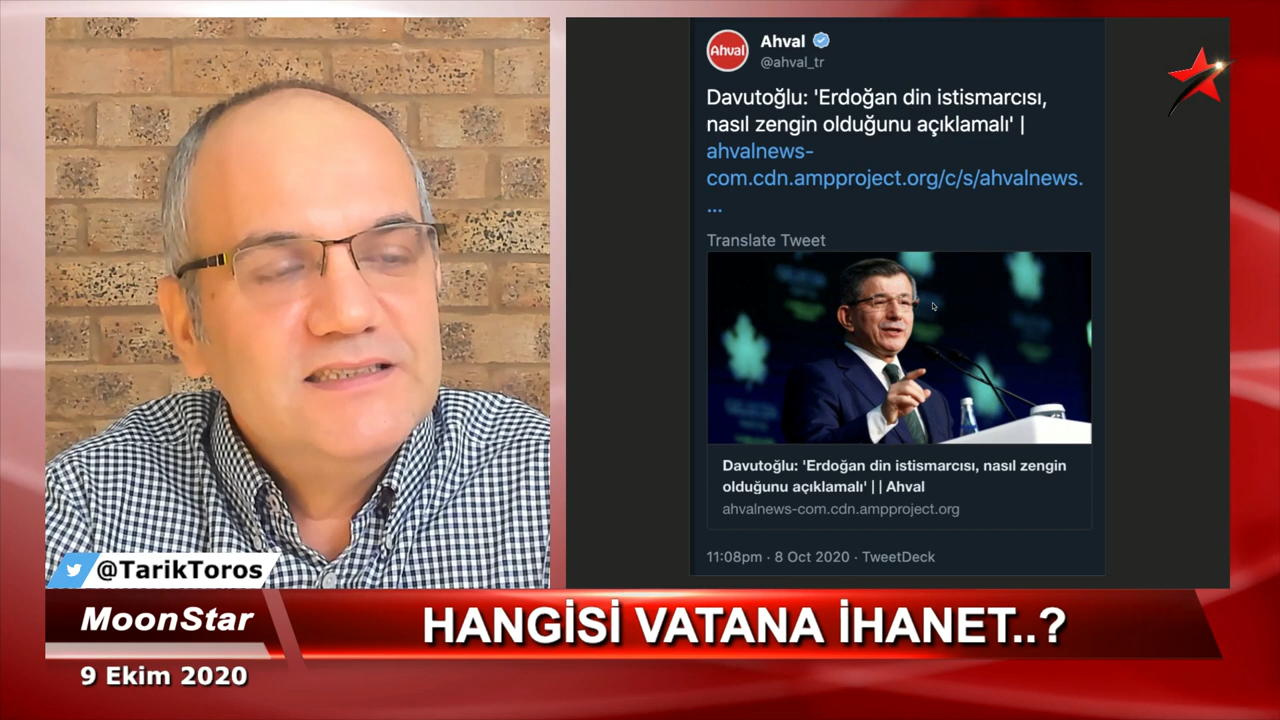 Ahval
Ahval
@ahval_tr
Davutoğlu: 'Erdoğan din istismarcısı,
nasıl zengin olduğunu açıklamalı' |
ahvalnews-
com.cdn.ampproject.org/c/s/ahvalnews.
...
Translate Tweet
Davutoğlu: 'Erdoğan din istismarcısı, nasıl zengin
olduğunu açıklamalı' | | Ahval
ahvalnews-com.cdn.ampproject.org
11:08pm · 8 Oct 2020 · TweetDeck
@TarikToros
MoonStar
HANGİSİ VATANA İHANET..?
9 Ekim 2020